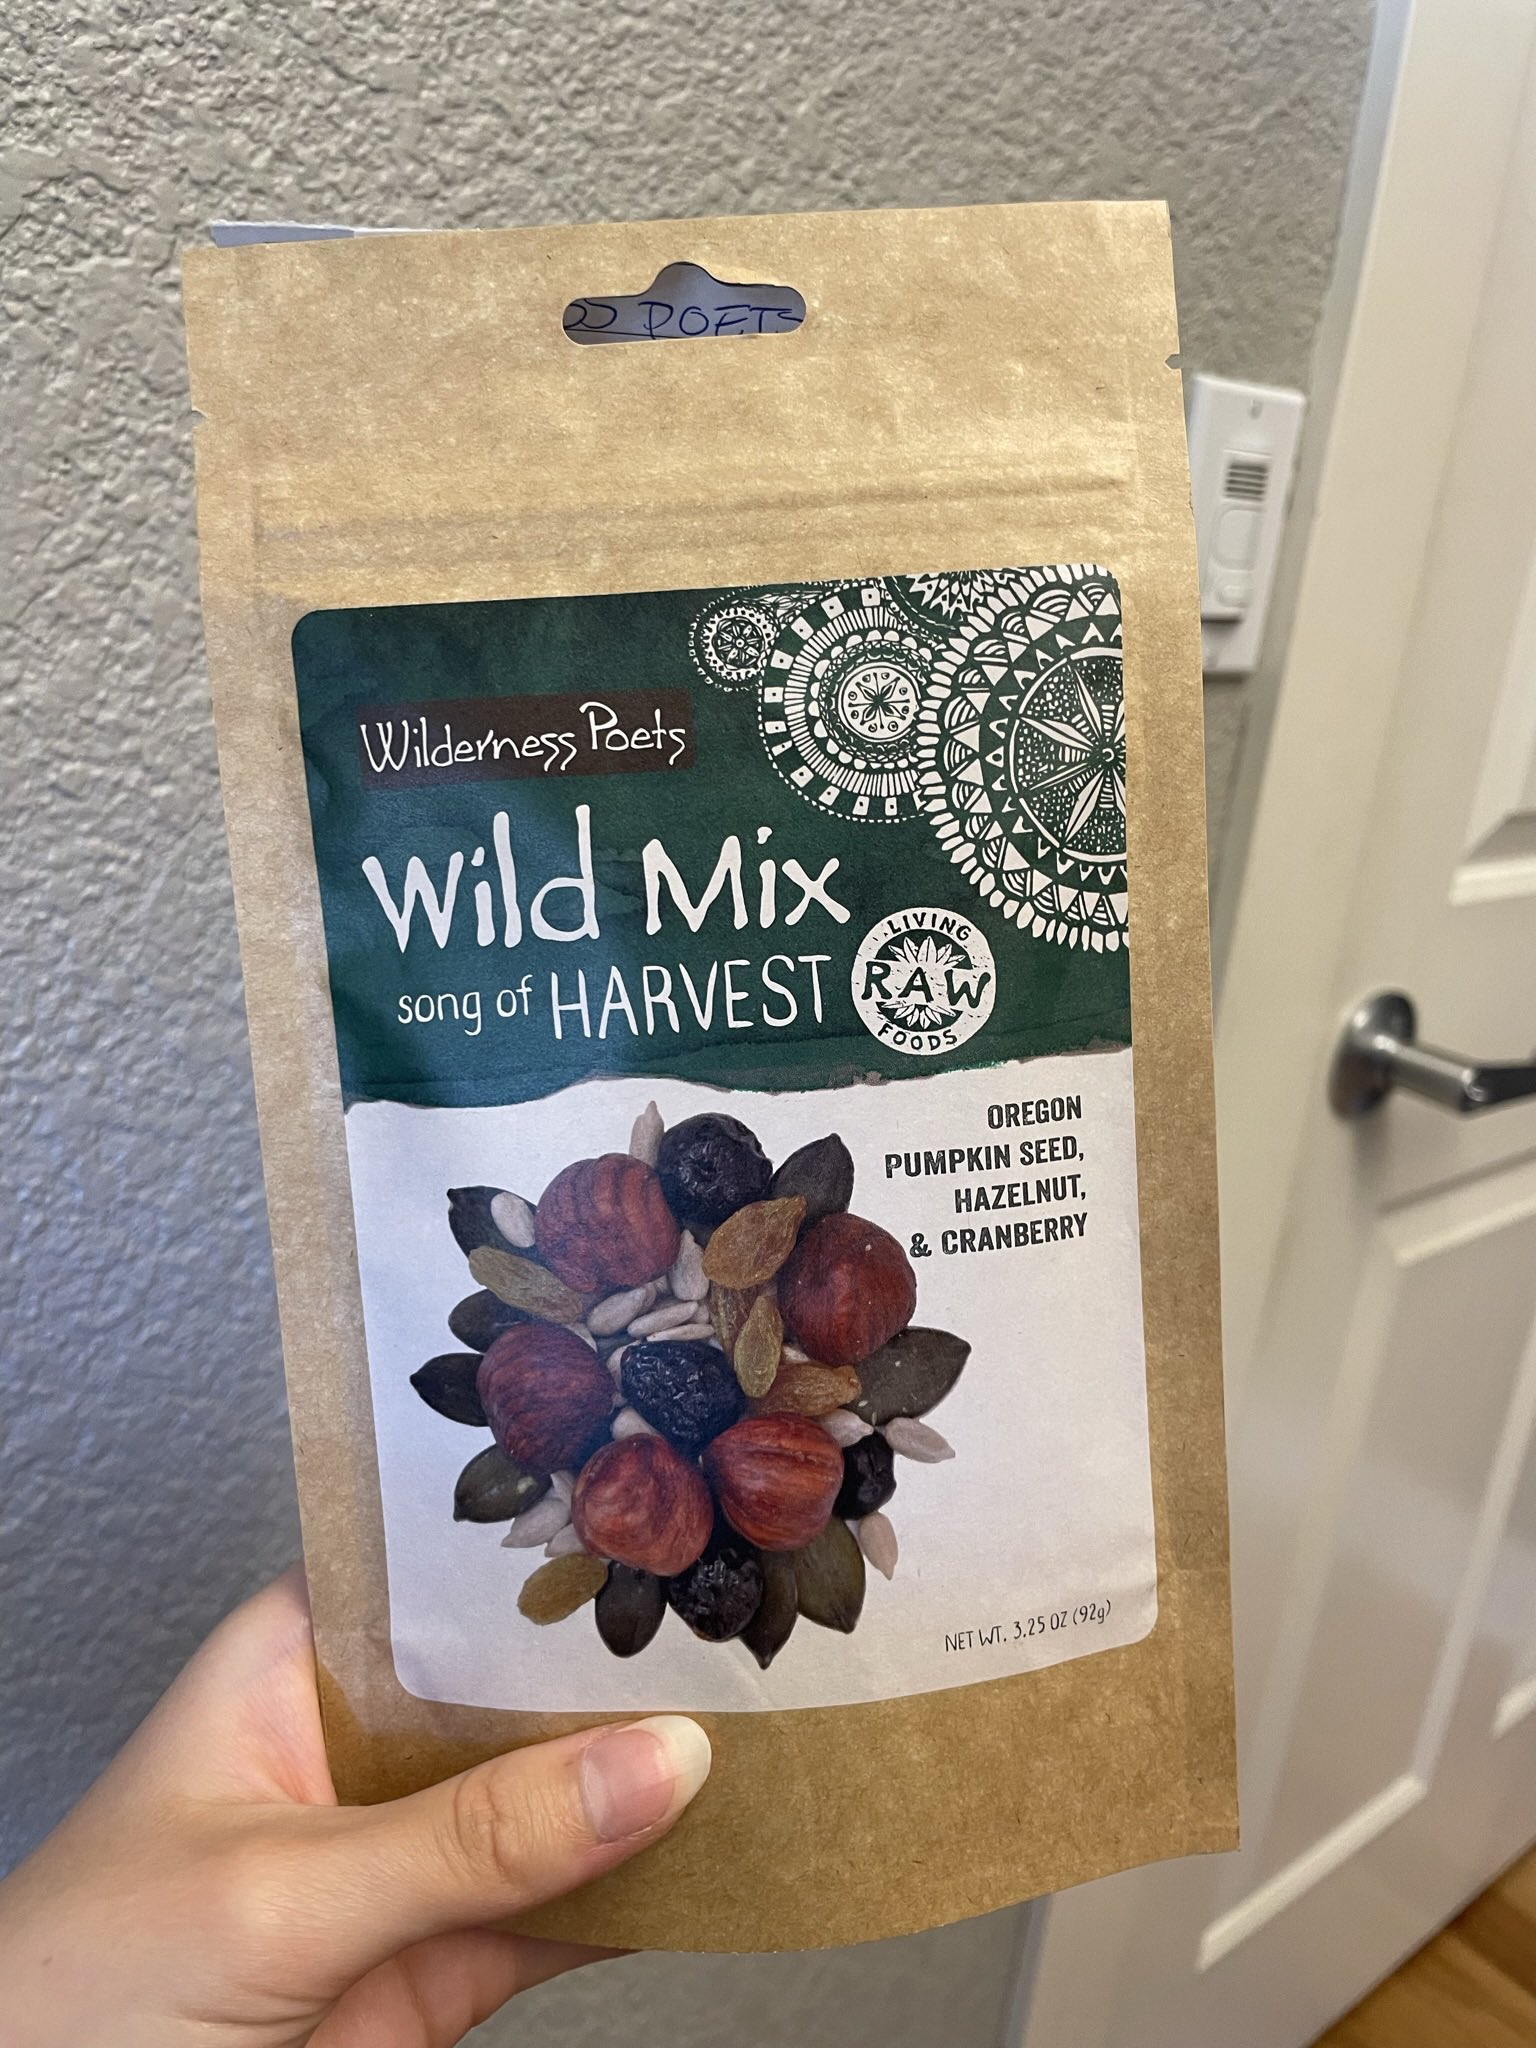 POETS
Wilderness Poets
Wild Mix
song of HARVEST
LIVING
RAW
FOODS
OREGON
PUMPKIN SEED,
HAZELNUT,
& CRANBERRY
NET WT. 3.25 OZ (92g)